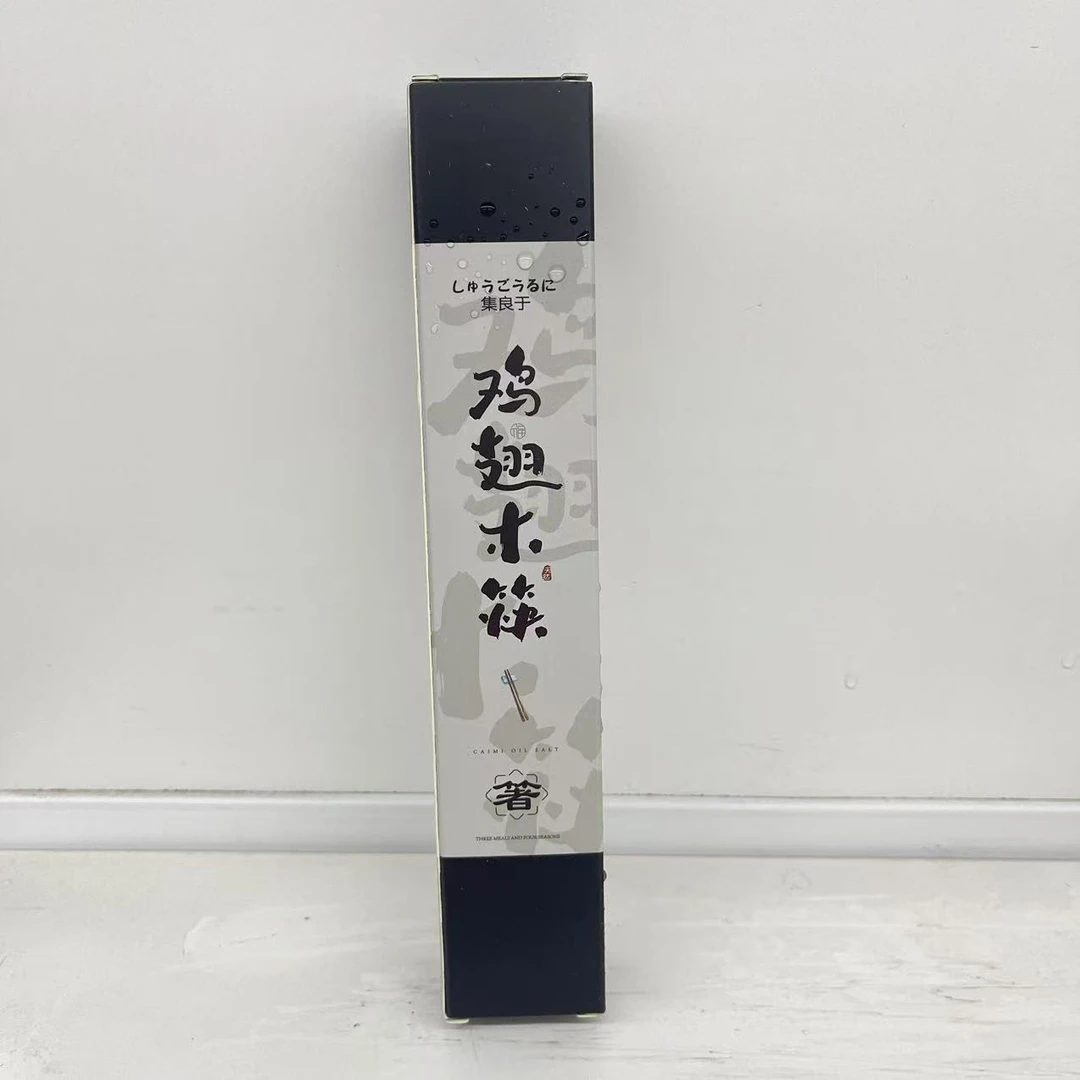 しゅうごうるに
集良于
鸡
翅
木
筷
CAIMI OIL SALT
箸
THREE MEALS AND FOUR SEASONS